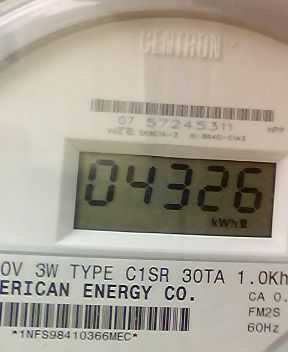 CENTRON®
07 57245311
HPP
04326
kWh
0V 3W TYPE C1SR 30TA 1.0Kh
ERICAN ENERGY CO.
CA 0.
FM2S
60Hz
*1NFS98410366MEC*